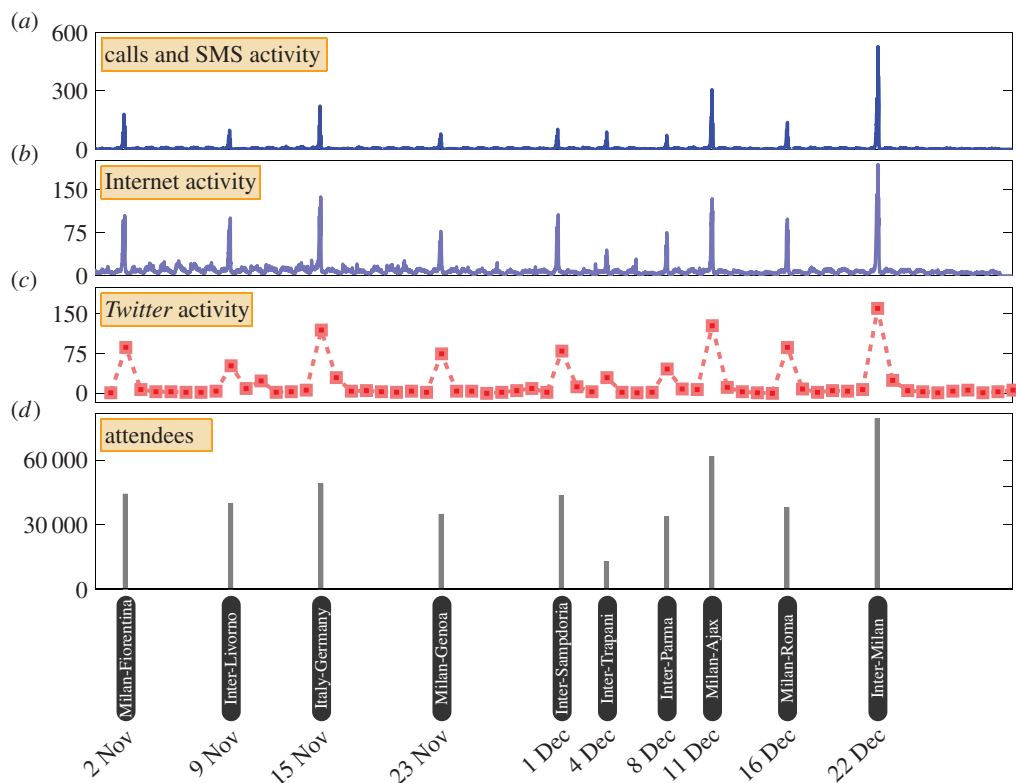 (a)
600
300
0
calls and SMS activity
(b)
150
75
0
Internet activity
(c)
150
75
0
Twitter activity
(d)
60 000
30 000
0
attendees
Milan-Fiorentina
Inter-Livorno
Italy-Germany
Milan-Genoa
Inter-Sampdoria
Inter-Trapani
Inter-Parma
Milan-Ajax
Milan-Roma
Inter-Milan
2 Nov
9 Nov
15 Nov
23 Nov
1 Dec
4 Dec
8 Dec
11 Dec
16 Dec
22 Dec